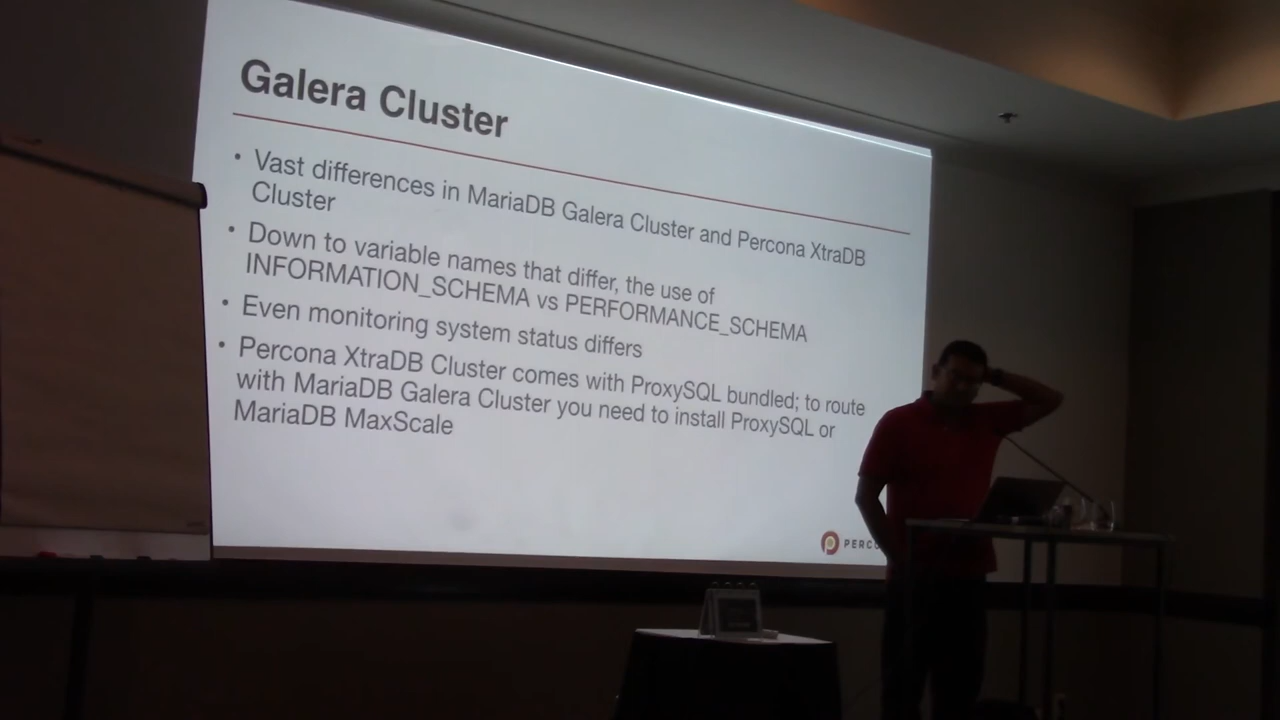 Galera Cluster
• Vast differences in MariaDB Galera Cluster and Percona XtraDB
Cluster
• Down to variable names that differ, the use of
INFORMATION_SCHEMA vs PERFORMANCE_SCHEMA
• Even monitoring system status differs
• Percona XtraDB Cluster comes with ProxySQL bundled; to route
with MariaDB Galera Cluster you need to install ProxySQL or
MariaDB MaxScale
PERCO